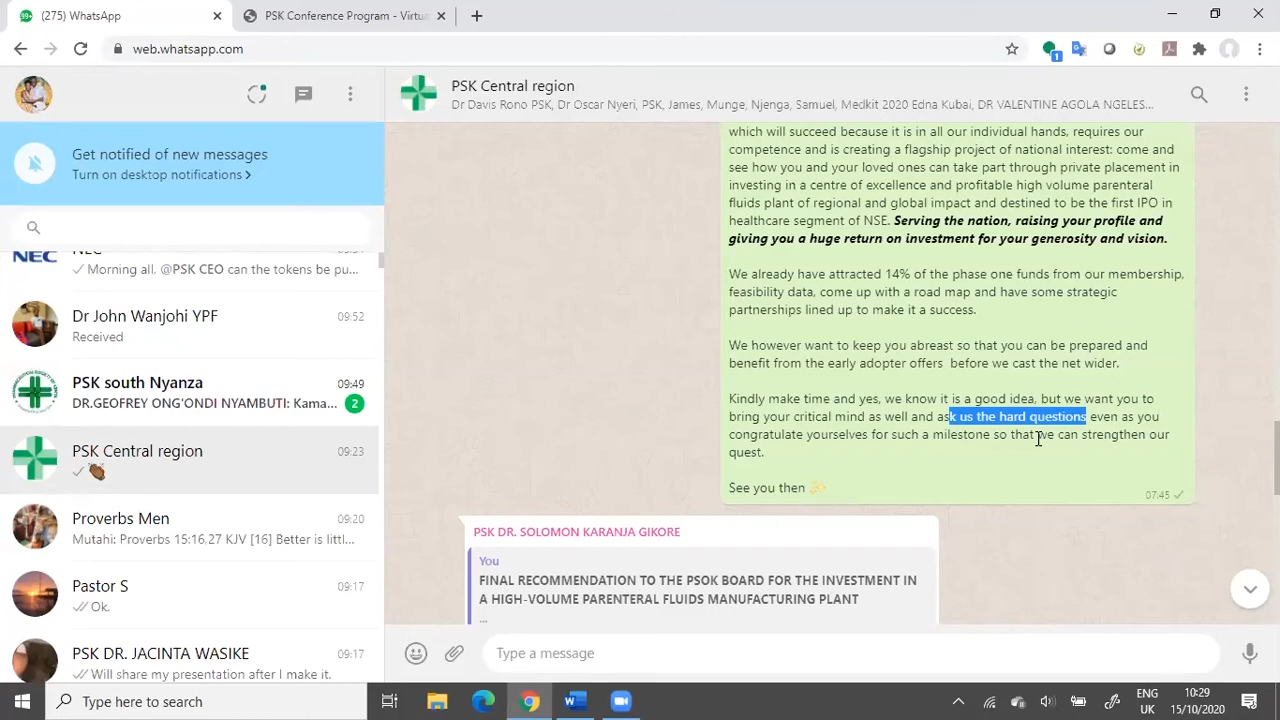 (275) WhatsApp
PSK Conference Program - Virtua
web.whatsapp.com
1
PSK Central region
Dr Davis Rono PSK, Dr Oscar Nyeri, PSK, James, Munge, Njenga, Samuel, Medkit 2020 Edna Kubai, DR VALENTINE AGOLA NGELES...
Get notified of new messages
Turn on desktop notifications >
NEC
Morning all, @PSK CEO can the tokens be pu...
Dr John Wanjohi YPF
09:52
Received
PSK south Nyanza
09:49
DR.GEOFREY ONG'ONDI NYAMBUTI: Kama...
2
PSK Central region
09:23
Proverbs Men
09:20
Mutahi: Proverbs 15:16,27 KJV [16] Better is littl...
Pastor S
09:17
Ok.
PSK DR. JACINTA WASIKE
09:17
Will share my presentation after I make it.
which will succeed because it is in all our individual hands, requires our
competence and is creating a flagship project of national interest: come and
see how you and your loved ones can take part through private placement in
investing in a centre of excellence and profitable high volume parenteral
fluids plant of regional and global impact and destined to be the first IPO in
healthcare segment of NSE. Serving the nation, raising your profile and
giving you a huge return on investment for your generosity and vision.
We already have attracted 14% of the phase one funds from our membership,
feasibility data, come up with a road map and have some strategic
partnerships lined up to make it a success.
We however want to keep you abreast so that you can be prepared and
benefit from the early adopter offers before we cast the net wider.
Kindly make time and yes, we know it is a good idea, but we want you to
bring your critical mind as well and ask us the hard questions even as you
congratulate yourselves for such a milestone so that we can strengthen our
quest.
See you then
07:45
PSK DR. SOLOMON KARANJA GIKORE
You
FINAL RECOMMENDATION TO THE PSOK BOARD FOR THE INVESTMENT IN
A HIGH-VOLUME PARENTERAL FLUIDS MANUFACTURING PLANT
...
Type a message
Type here to search
ENG
UK
10:29
15/10/2020